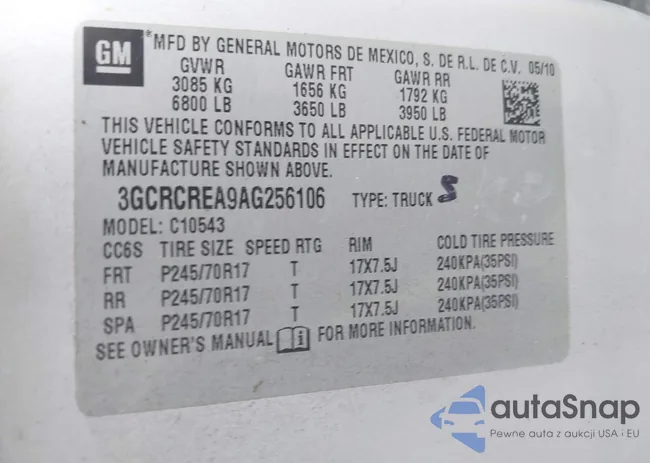 GM
*MFD BY GENERAL MOTORS DE MEXICO, S. DE R.L. DE C.V. 05/10
GVWR GAWR FRT GAWR RR
3085 KG 1656 KG 1792 KG
6800 LB 3650 LB 3950 LB
THIS VEHICLE CONFORMS TO ALL APPLICABLE U.S. FEDERAL MOTOR
VEHICLE SAFETY STANDARDS IN EFFECT ON THE DATE OF
MANUFACTURE SHOWN ABOVE.
3GCRCREA9AG256106 TYPE: TRUCK S
MODEL: C10543
CC6S TIRE SIZE SPEED RTG RIM COLD TIRE PRESSURE
FRT P245/70R17 T 17X7.5J 240KPA(35PSI)
RR P245/70R17 T 17X7.5J 240KPA(35PSI)
SPA P245/70R17 T 17X7.5J 240KPA(35PSI)
SEE OWNER'S MANUAL i FOR MORE INFORMATION.
autaSnap
Pewne auta z aukcji USA i EU